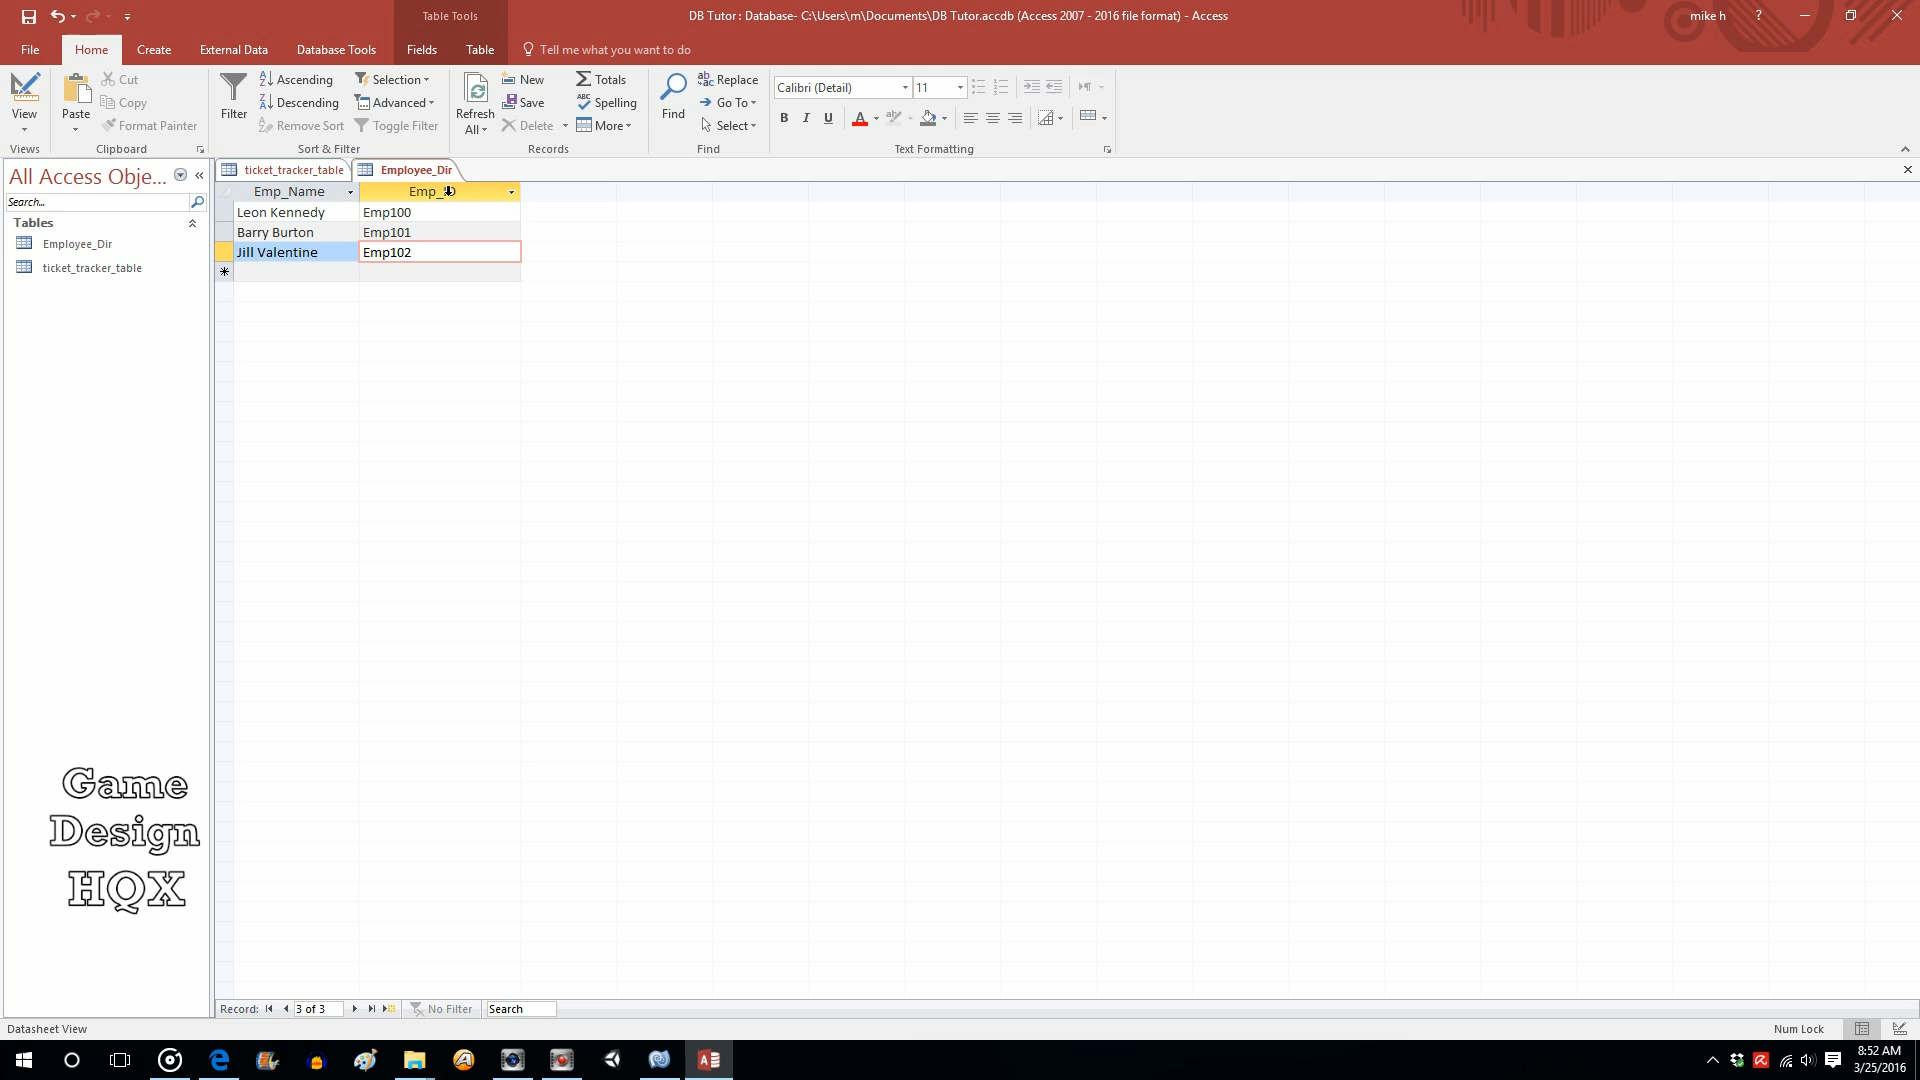 Table Tools
DB Tutor : Database- C:\Users\m\Documents\DB Tutor.accdb (Access 2007 - 2016 file format) - Access
mike h
?
File
Home
Create
External Data
Database Tools
Fields
Table
Tell me what you want to do
View
Views
Paste
Cut
Copy
Format Painter
Clipboard
Filter
Ascending
Descending
Remove Sort
Selection
Advanced
Toggle Filter
Sort & Filter
Refresh
All
New
Save
Delete
Totals
Spelling
More
Records
Find
Replace
Go To
Select
Find
Calibri (Detail)
11
B I U
Text Formatting
All Access Obje...
Search...
Tables
Employee_Dir
ticket_tracker_table
ticket_tracker_table
Employee_Dir
Emp_Name
Leon Kennedy Emp100
Barry Burton Emp101
Jill Valentine Emp102
Game
Design
HQX
Record:
3 of 3
No Filter
Search
Datasheet View
Num Lock
8:52 AM
3/25/2016